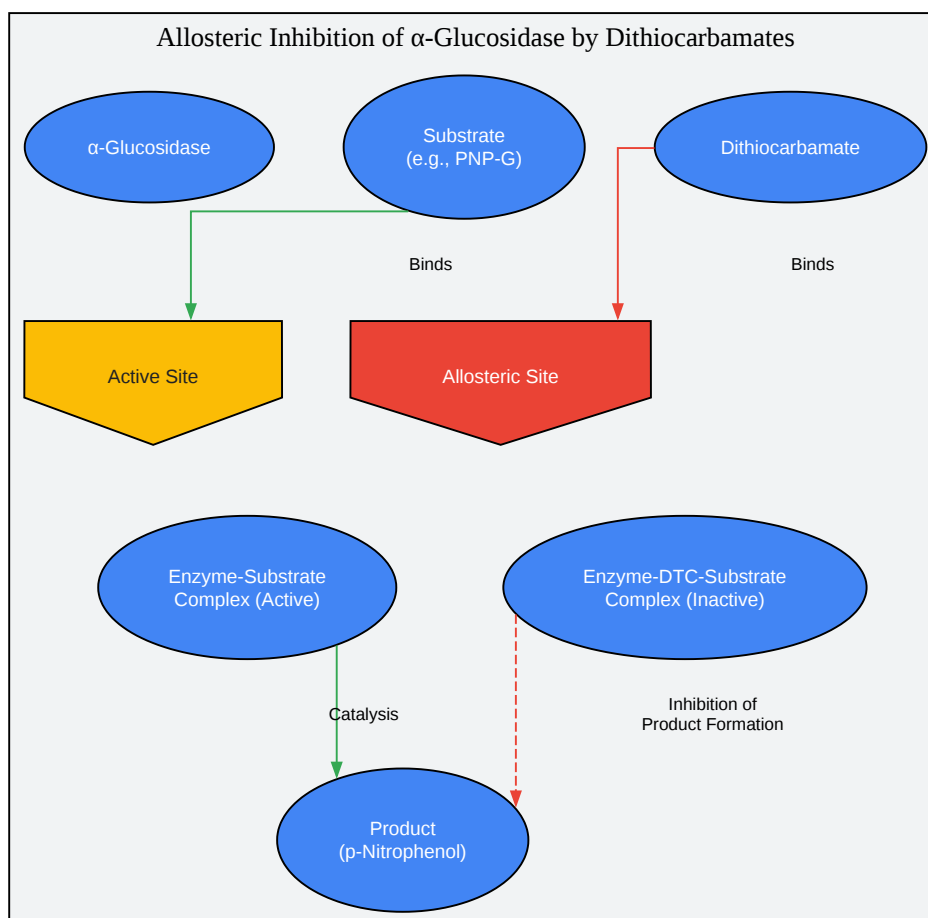 Allosteric Inhibition of α-Glucosidase by Dithiocarbamates
α-Glucosidase
Substrate
(e.g., PNP-G)
Dithiocarbamate
Binds
Binds
Active Site
Allosteric Site
Enzyme-Substrate
Complex (Active)
Enzyme-DTC-Substrate
Complex (Inactive)
Catalysis
Inhibition of
Product Formation
Product
(p-Nitrophenol)